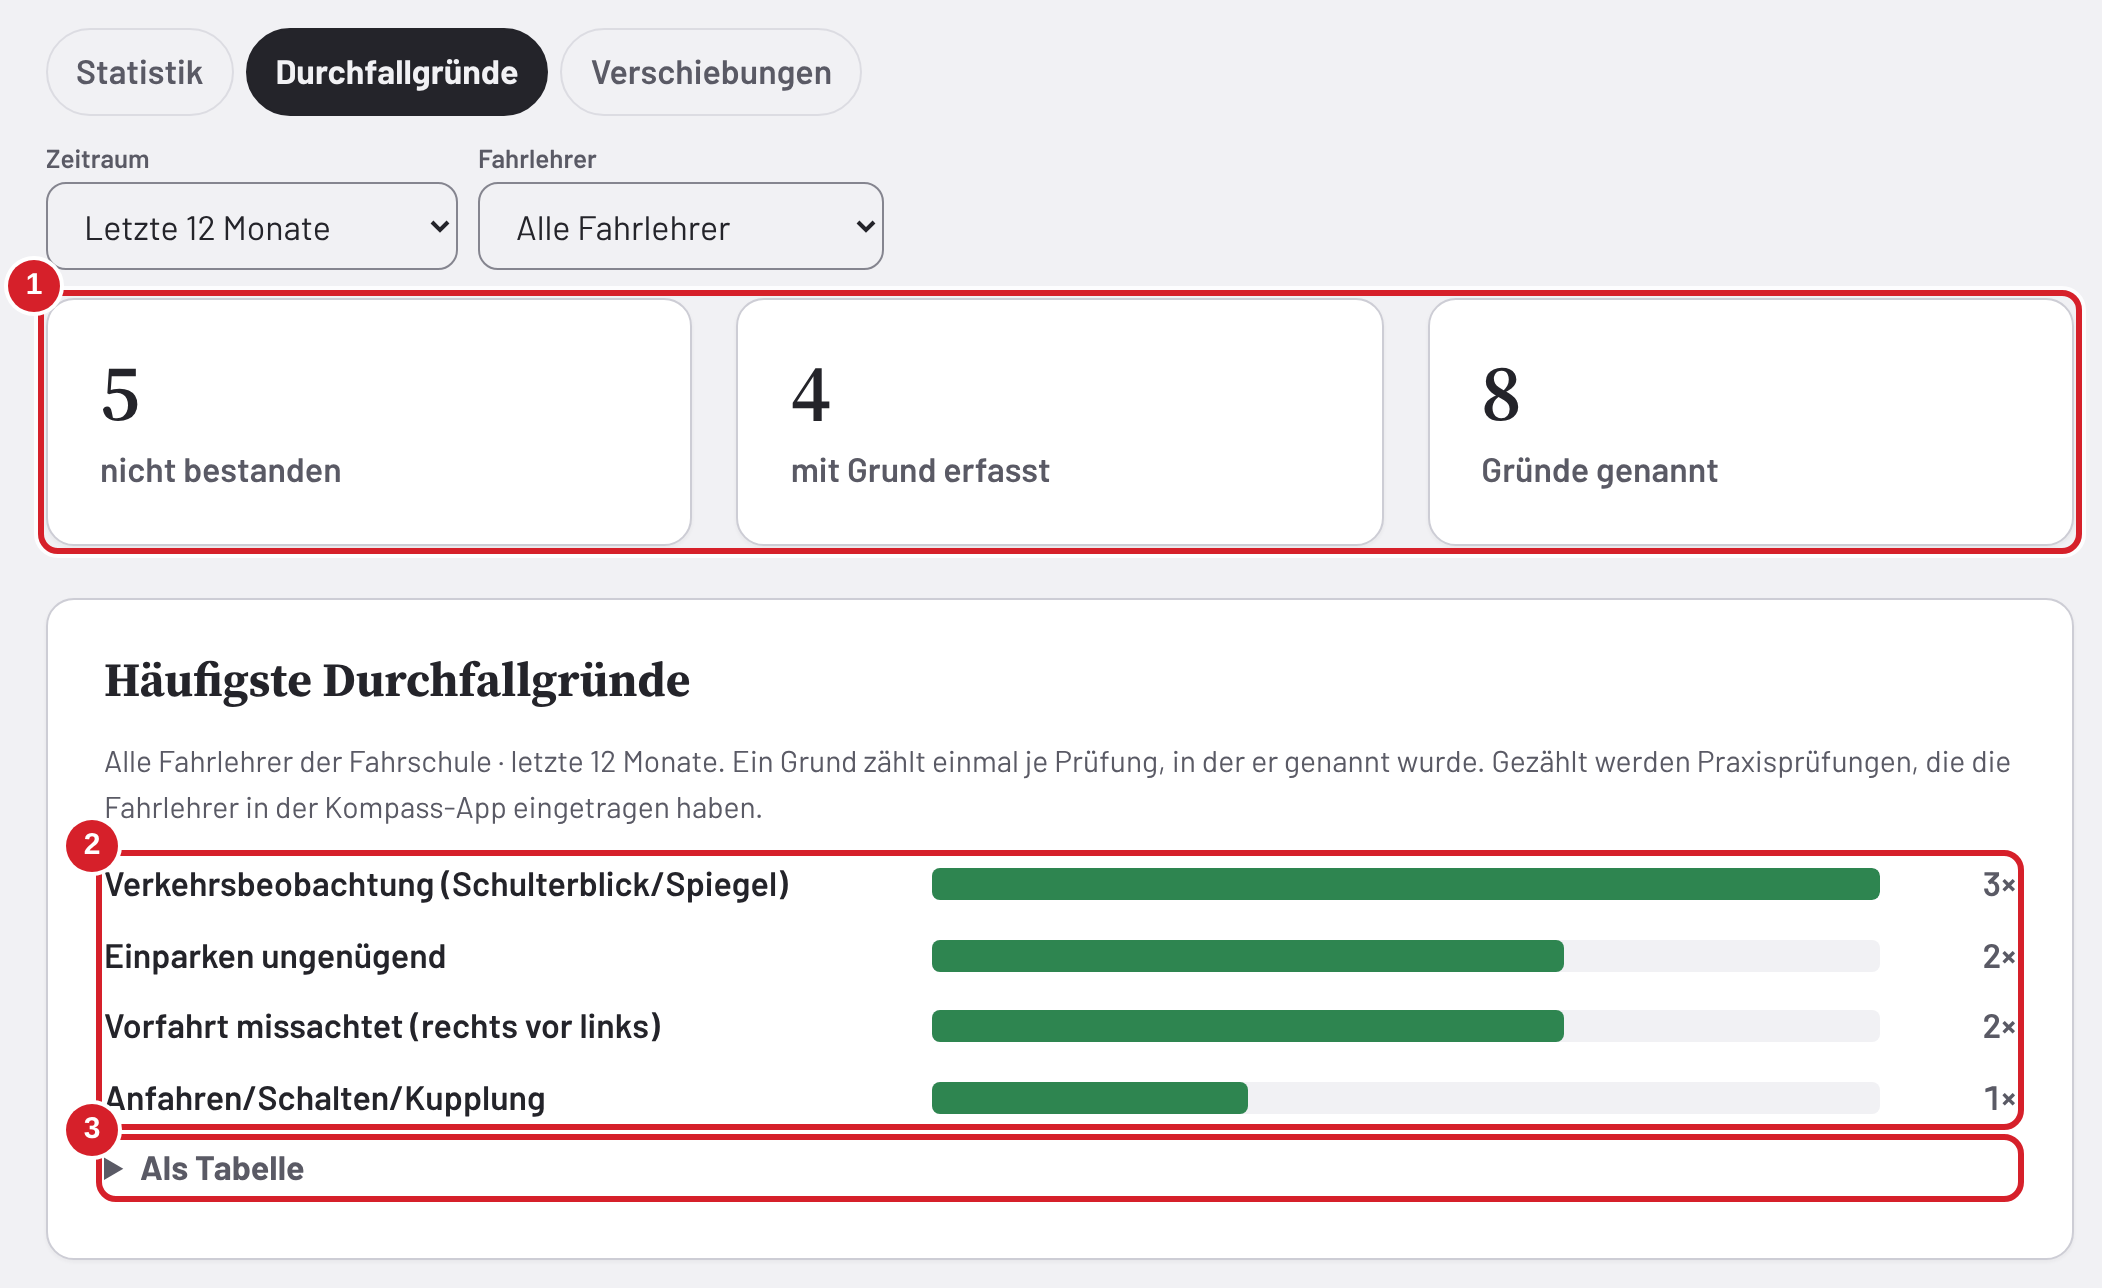 Statistik Durchfallgründe Verschiebungen
Zeitraum Fahrlehrer
Letzte 12 Monate Alle Fahrlehrer
1
5 4 8
nicht bestanden mit Grund erfasst Gründe genannt
Häufigste Durchfallgründe
Alle Fahrlehrer der Fahrschule · letzte 12 Monate. Ein Grund zählt einmal je Prüfung, in der er genannt wurde. Gezählt werden Praxisprüfungen, die die
Fahrlehrer in der Kompass-App eingetragen haben.
2
Verkehrsbeobachtung (Schulterblick/Spiegel) 3×
Einparken ungenügend 2×
Vorfahrt missachtet (rechts vor links) 2×
Anfahren/Schalten/Kupplung 1×
3
Als Tabelle